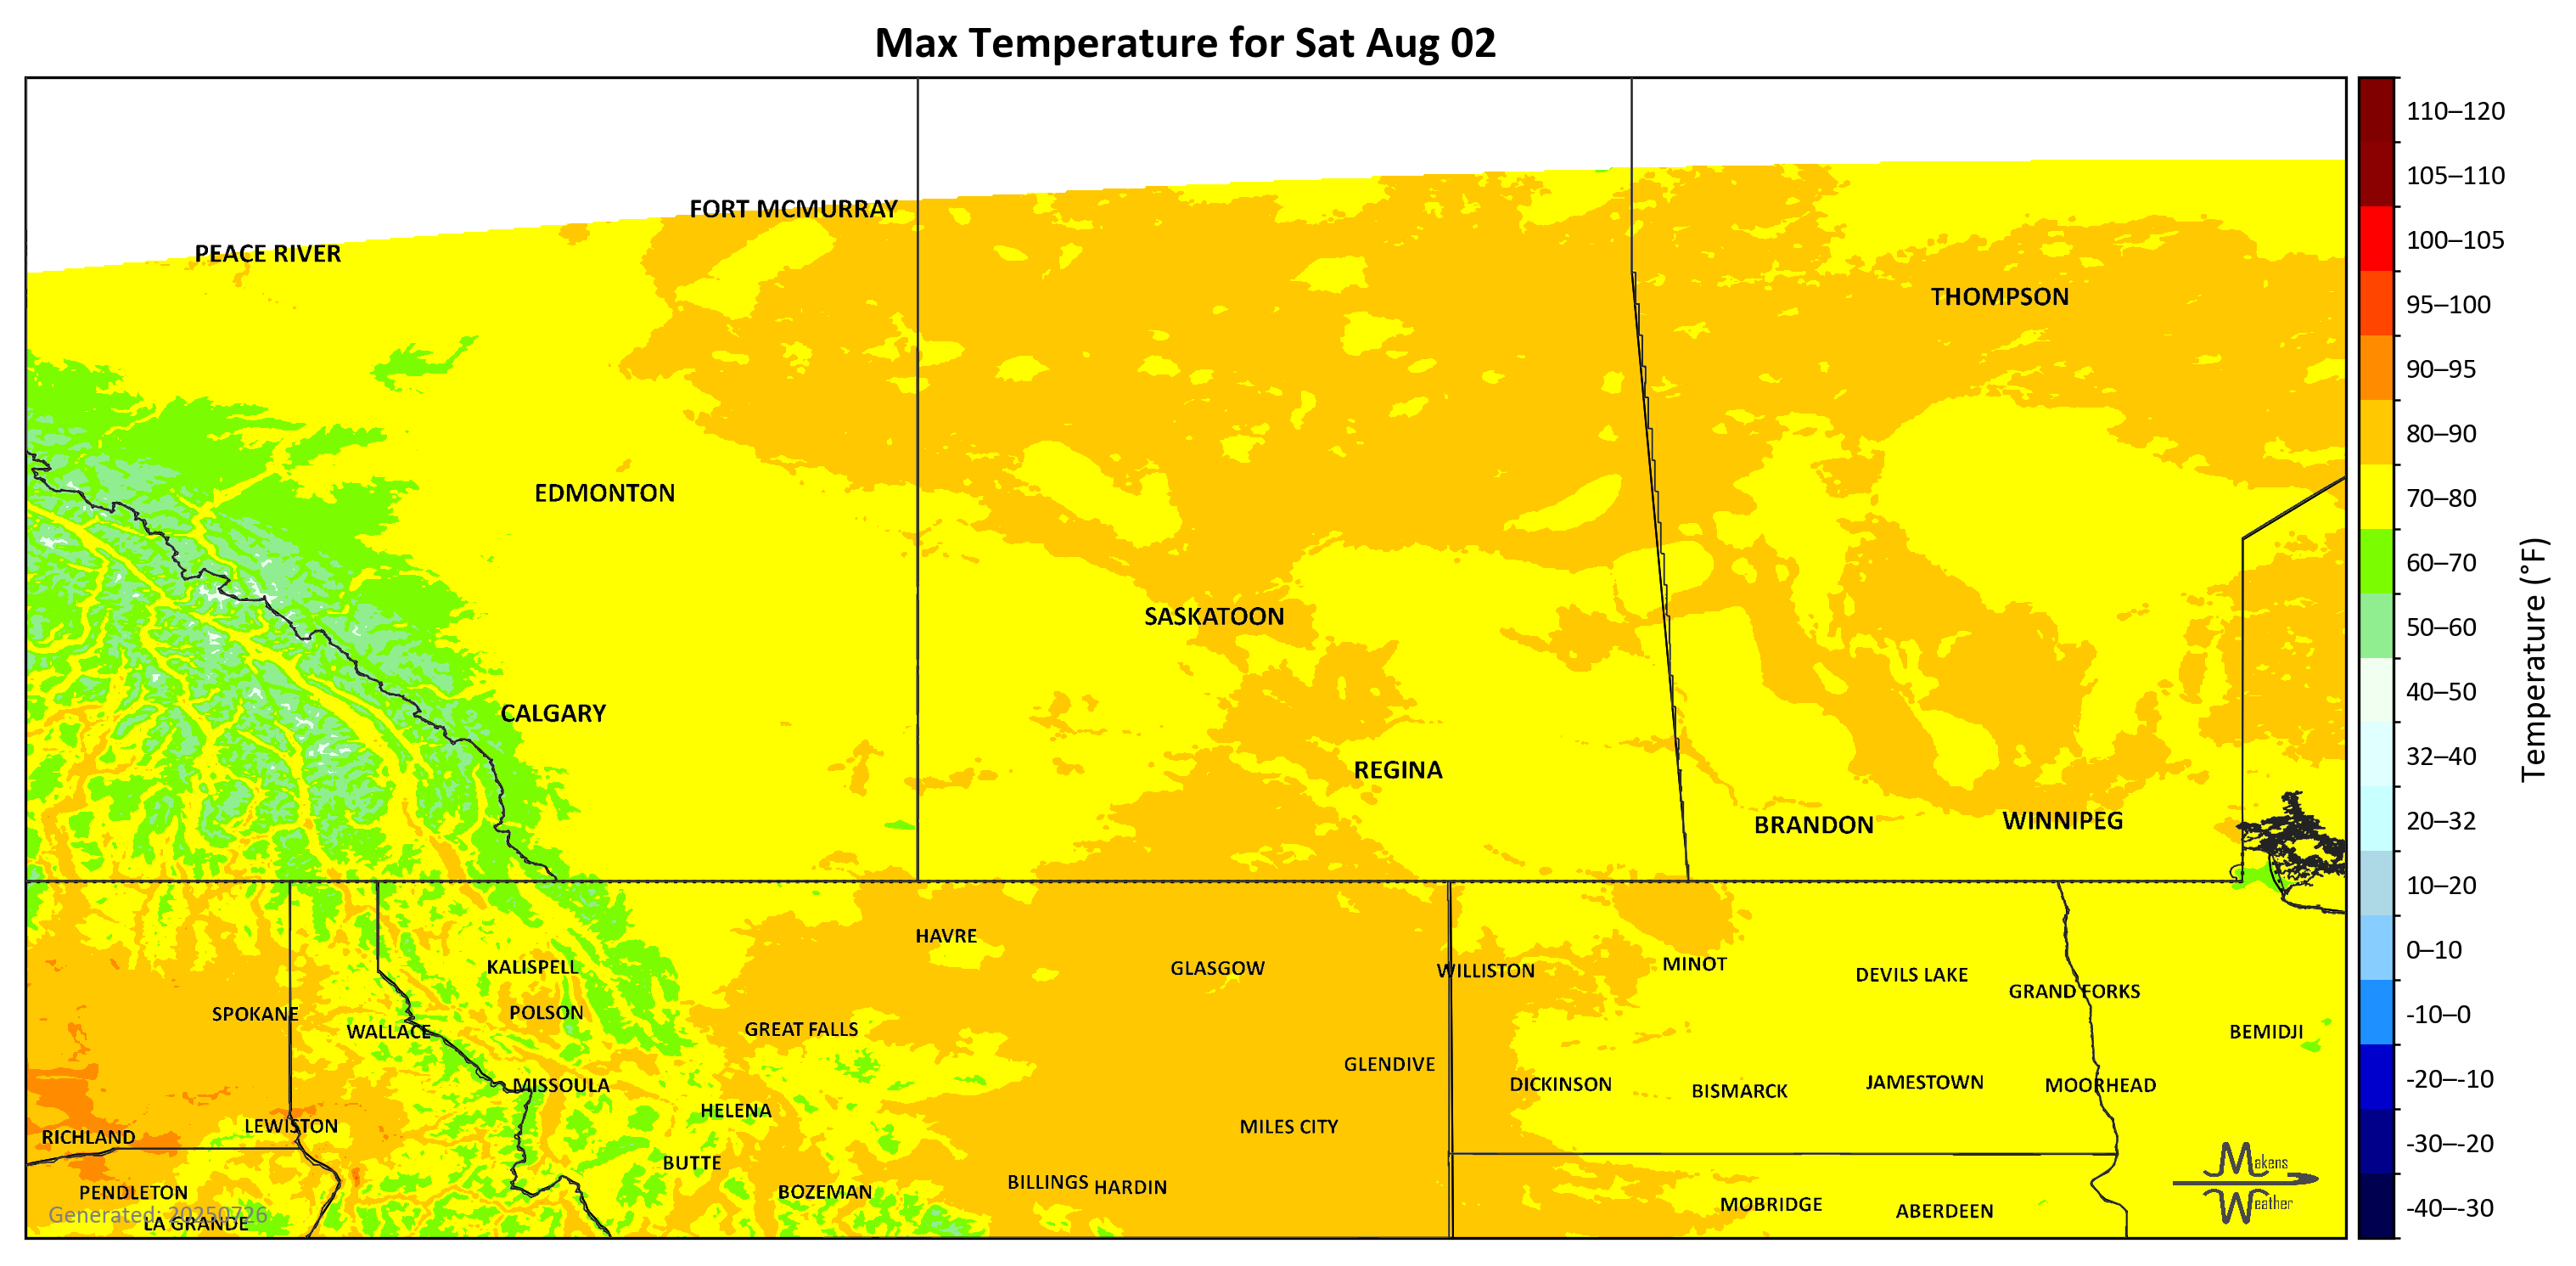 Max Temperature for Sat Aug 02
FORT MCMURRAY
PEACE RIVER
THOMPSON
EDMONTON
SASKATOON
CALGARY
REGINA
BRANDON
WINNIPEG
HAVRE
KALISPELL
GLASGOW
WILLISTON
MINOT
DEVILS LAKE
GRAND FORKS
SPOKANE
POLSON
WALLACE
GREAT FALLS
BEMIDJI
GLENDIVE
MISSOULA
DICKINSON
BISMARCK
JAMESTOWN
MOORHEAD
HELENA
LEWISTON
MILES CITY
RICHLAND
BUTTE
BILLINGS
HARDIN
PENDLETON
BOZEMAN
MOBRIDGE
ABERDEEN
LA GRANDE
Generated: 20250726
Makens
Weather
110–120
105–110
100–105
95–100
90–95
80–90
70–80
60–70
50–60
40–50
32–40
20–32
10–20
0–10
-10–0
-20–-10
-30–-20
-40–-30
Temperature (°F)